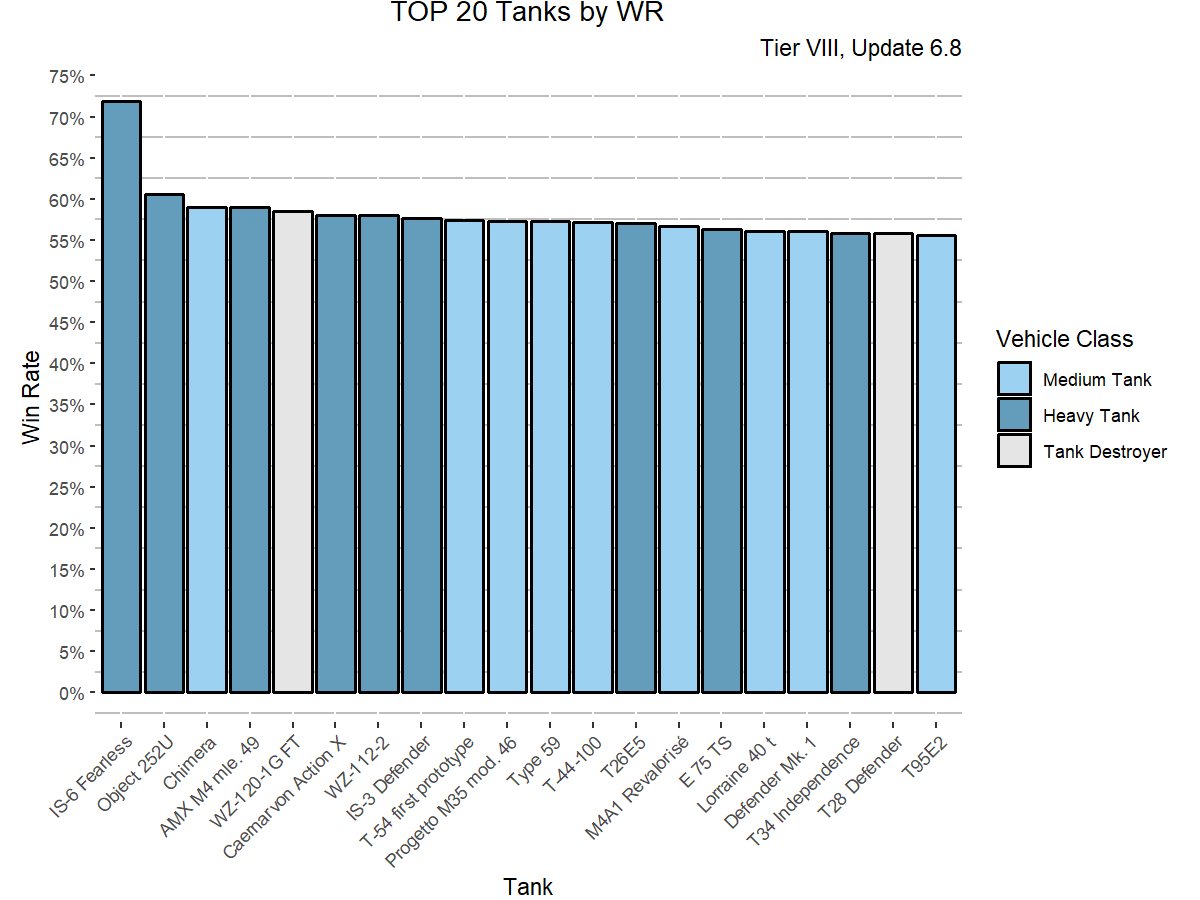 TOP 20 Tanks by WR
Tier VIII, Update 6.8
75%
70%
65%
60%
55%
50%
45%
40%
35%
30%
25%
20%
15%
10%
5%
0%
Win Rate
IS-6 Fearless
Object 252U
Chimera
AMX M4 mle. 49
WZ-120-1G FT
Caernarvon Action X
WZ-112-2
IS-3 Defender
T-54 first prototype
Progetto M35 mod. 46
Type 59
T-44-100
T26E5
M4A1 Revalorisé
E 75 TS
Lorraine 40 t
Defender Mk. 1
T34 Independence
T28 Defender
T95E2
Tank
Vehicle Class
Medium Tank
Heavy Tank
Tank Destroyer